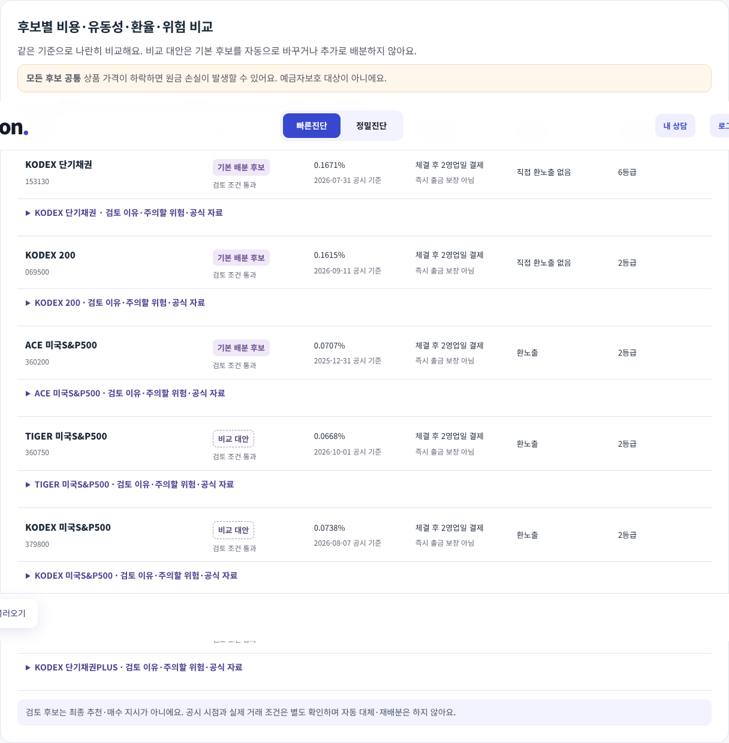 후보별 비용·유동성·환율·위험 비교
같은 기준으로 나란히 비교해요. 비교 대안은 기본 후보를 자동으로 바꾸거나 추가로 배분하지 않아요.
모든 후보 공통 상품 가격이 하락하면 원금 손실이 발생할 수 있어요. 예금자보호 대상이 아니에요.
on. 빠른진단 정밀진단 내 상담
KODEX 단기채권 기본 배분 후보 0.1671% 체결 후 2영업일 결제 직접 환노출 없음 6등급
153130 검토 조건 통과 2026-07-31 공시 기준 즉시 출금 보장 아님
▶ KODEX 단기채권 · 검토 이유·주의할 위험·공식 자료
KODEX 200 기본 배분 후보 0.1615% 체결 후 2영업일 결제 직접 환노출 없음 2등급
069500 검토 조건 통과 2026-09-11 공시 기준 즉시 출금 보장 아님
▶ KODEX 200 · 검토 이유·주의할 위험·공식 자료
ACE 미국S&P500 기본 배분 후보 0.0707% 체결 후 2영업일 결제 환노출 2등급
360200 검토 조건 통과 2025-12-31 공시 기준 즉시 출금 보장 아님
▶ ACE 미국S&P500 · 검토 이유·주의할 위험·공식 자료
TIGER 미국S&P500 비교 대안 0.0668% 체결 후 2영업일 결제 환노출 2등급
360750 검토 조건 통과 2026-10-01 공시 기준 즉시 출금 보장 아님
▶ TIGER 미국S&P500 · 검토 이유·주의할 위험·공식 자료
KODEX 미국S&P500 비교 대안 0.0738% 체결 후 2영업일 결제 환노출 2등급
379800 검토 조건 통과 2026-08-07 공시 기준 즉시 출금 보장 아님
▶ KODEX 미국S&P500 · 검토 이유·주의할 위험·공식 자료
러오기
▶ KODEX 단기채권PLUS · 검토 이유·주의할 위험·공식 자료
검토 후보는 최종 추천·매수 지시가 아니에요. 공시 시점과 실제 거래 조건은 별도 확인하며 자동 대체·재배분은 하지 않아요.